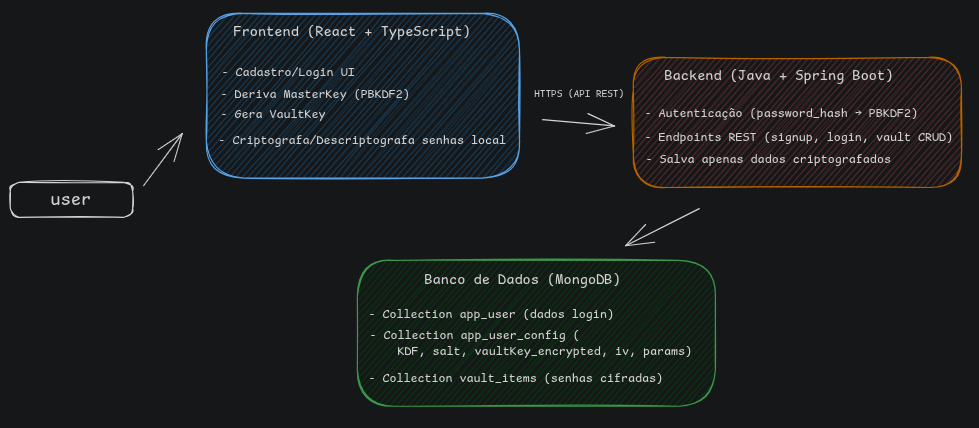 Frontend (React + TypeScript)
- Cadastro/Login UI
- Deriva MasterKey (PBKDF2)
- Gera VaultKey
- Criptografa/Descriptografa senhas local
HTTPS (API REST)
Backend (Java + Spring Boot)
- Autenticação (password_hash → PBKDF2)
- Endpoints REST (signup, login, vault CRUD)
- Salva apenas dados criptografados
user
Banco de Dados (MongoDB)
- Collection app_user (dados login)
- Collection app_user_config (
KDF, salt, vaultKey_encrypted, iv, params)
- Collection vault_items (senhas cifradas)